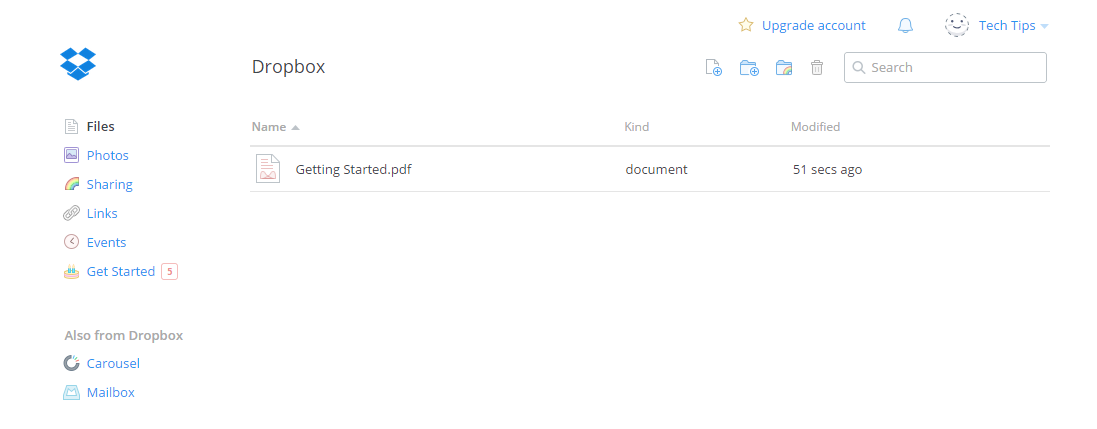 Upgrade account Tech Tips
Dropbox Search
Files
Photos
Sharing
Links
Events
Get Started 5
Also from Dropbox
Carousel
Mailbox
Name Kind Modified
Getting Started.pdf document 51 secs ago